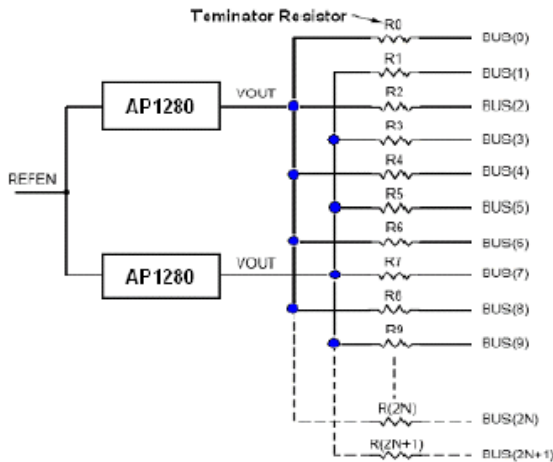 Teminator Resistor
R0
BUS(0)
R1
BUS(1)
AP1280
VOUT
R2
BUS(2)
R3
BUS(3)
R4
BUS(4)
REFEN
R5
BUS(5)
R6
BUS(6)
AP1280
VOUT
R7
BUS(7)
R8
BUS(8)
R9
BUS(9)
R(2N)
BUS(2N)
R(2N+1)
BUS(2N+1)